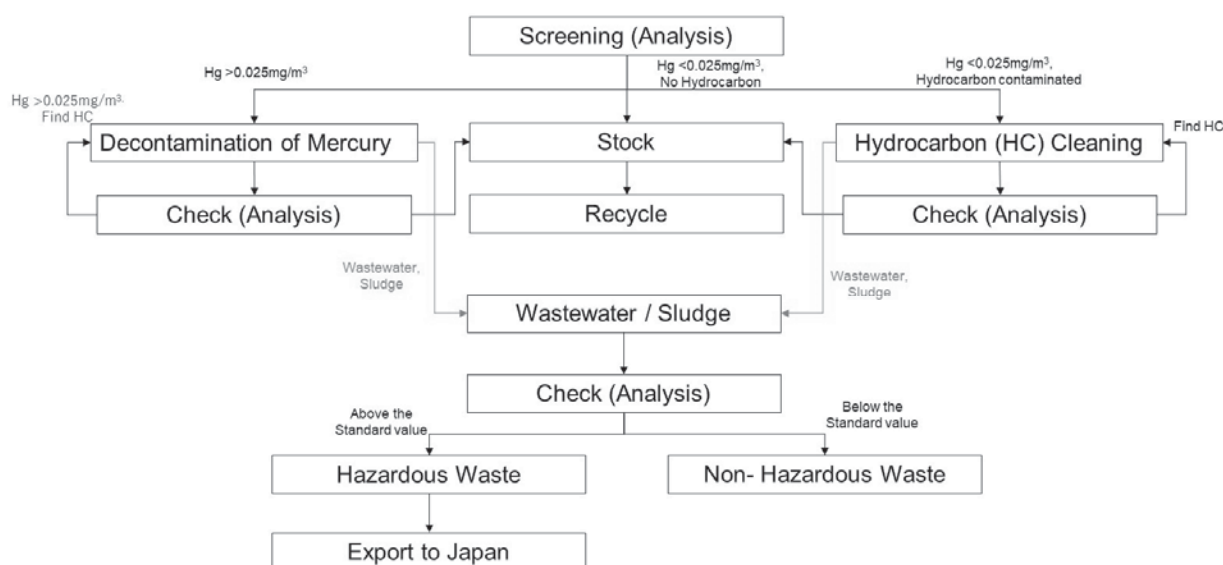 Screening (Analysis)
Hg >0.025mg/m³
Hg <0.025mg/m³,
No Hydrocarbon
Hg <0.025mg/m³,
Hydrocarbon contaminated
Hg >0.025mg/m³.
Find HC
Decontamination of Mercury
Stock
Hydrocarbon (HC) Cleaning
Find HC
Check (Analysis)
Recycle
Check (Analysis)
Wastewater,
Sludge
Wastewater,
Sludge
Wastewater / Sludge
Check (Analysis)
Above the
Standard value
Below the
Standard value
Hazardous Waste
Non- Hazardous Waste
Export to Japan